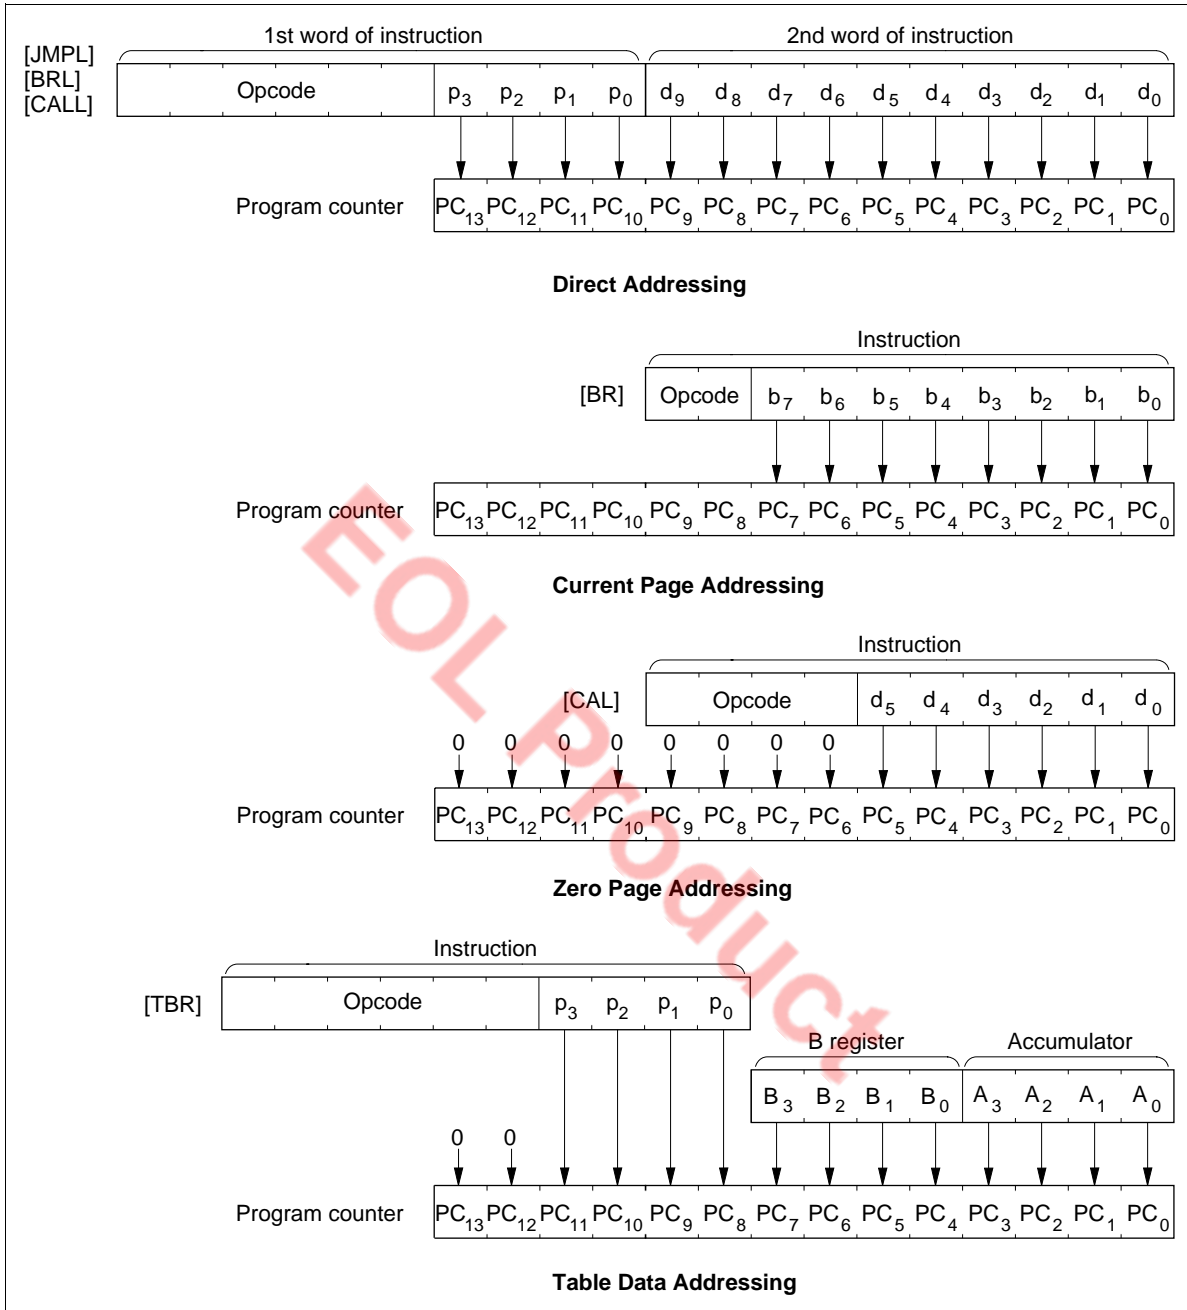 1st word of instruction 2nd word of instruction
[JMPL]
[BRL]
[CALL]
Opcode p3 p2 p1 p0 d9 d8 d7 d6 d5 d4 d3 d2 d1 d0
Program counter PC13 PC12 PC11 PC10 PC9 PC8 PC7 PC6 PC5 PC4 PC3 PC2 PC1 PC0
Direct Addressing
Instruction
[BR] Opcode b7 b6 b5 b4 b3 b2 b1 b0
Program counter PC13 PC12 PC11 PC10 PC9 PC8 PC7 PC6 PC5 PC4 PC3 PC2 PC1 PC0
Current Page Addressing
Instruction
[CAL] Opcode d5 d4 d3 d2 d1 d0
0 0 0 0 0 0 0 0
Program counter PC13 PC12 PC11 PC10 PC9 PC8 PC7 PC6 PC5 PC4 PC3 PC2 PC1 PC0
Zero Page Addressing
Instruction
[TBR] Opcode p3 p2 p1 p0
B register Accumulator
B3 B2 B1 B0 A3 A2 A1 A0
0 0
Program counter PC13 PC12 PC11 PC10 PC9 PC8 PC7 PC6 PC5 PC4 PC3 PC2 PC1 PC0
Table Data Addressing
EOL Product